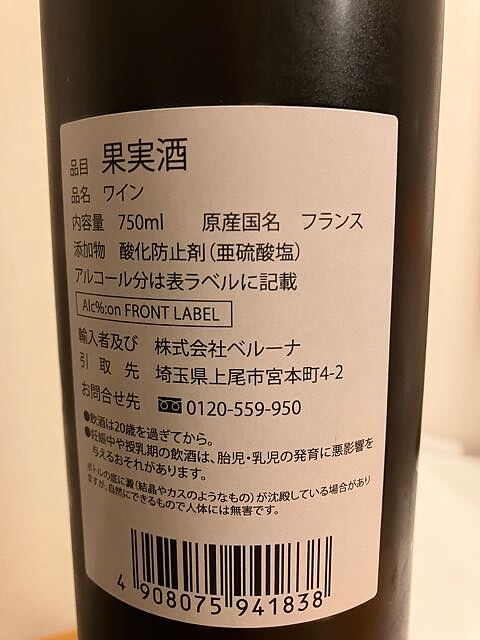 品目 果実酒
品名 ワイン
内容量 750ml 原産国名 フランス
添加物 酸化防止剤（亜硫酸塩）
アルコール分は表ラベルに記載
Alc%:on FRONT LABEL
輸入者及び 株式会社ベルーナ
引取先 埼玉県上尾市宮本町4-2
お問合せ先 0120-559-950
●飲酒は20歳を過ぎてから。
●妊娠中や授乳期の飲酒は、胎児・乳児の発育に悪影響を
与えるおそれがあります。
ボトルの底に澱（結晶やカスのようなもの）が沈殿している場合があり
ますが、自然にできるもので人体には無害です。
4 908075 941838